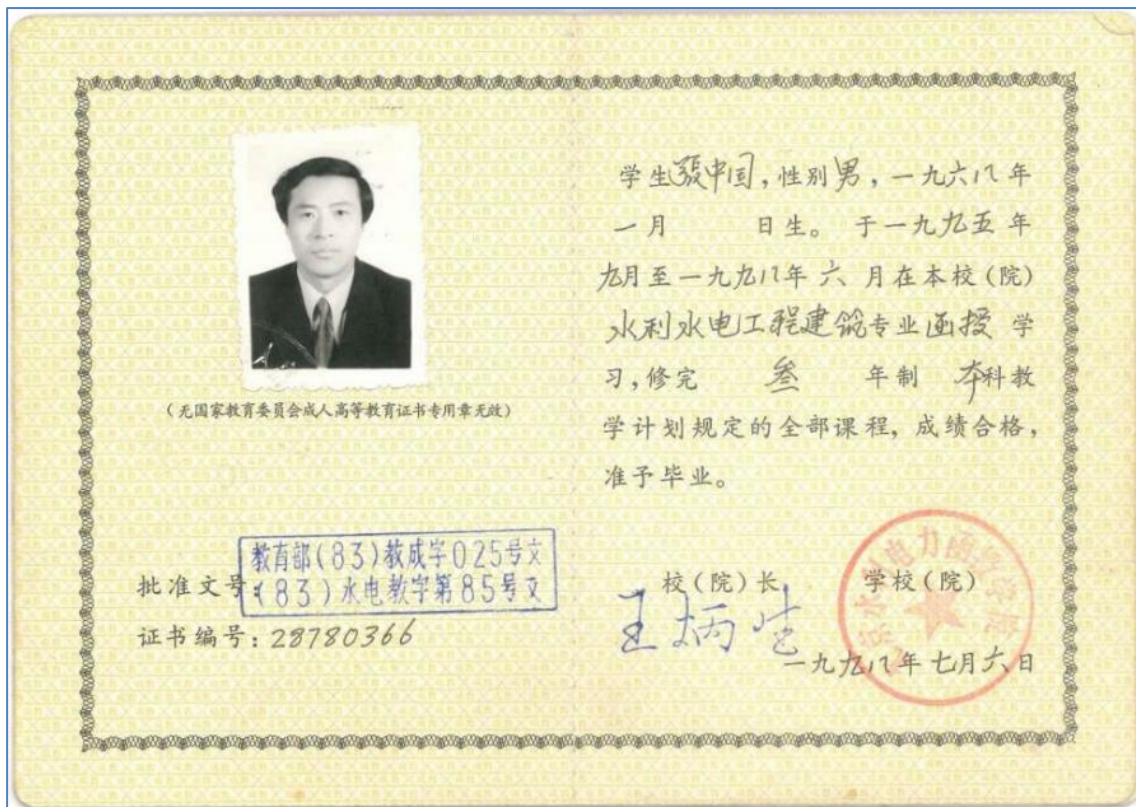 (无国家教育委员会成人高等教育证书专用章无效)
教育部(83)教成字025号文
(83)水电教字第85号文
批准文号:
证书编号:28780366
学生張中国,性别男,一九六八年
一月 日生。于一九九五年
九月至一九九八年六月在本校(院)
水利水电工程建筑专业函授学
习,修完 叁 年制 本科教
学计划规定的全部课程,成绩合格,
准予毕业。
校(院)长 学校(院)
王炳生
一九九八年七月六日